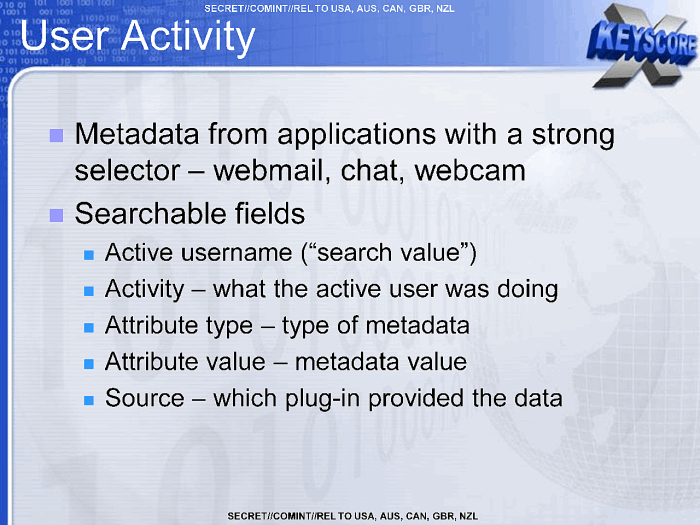 SECRET//COMINT//REL TO USA, AUS, CAN, GBR, NZL
User Activity
X
KEYSCORE
Metadata from applications with a strong
selector – webmail, chat, webcam
Searchable fields
Active username (“search value”)
Activity – what the active user was doing
Attribute type – type of metadata
Attribute value – metadata value
Source – which plug-in provided the data
SECRET//COMINT//REL TO USA, AUS, CAN, GBR, NZL